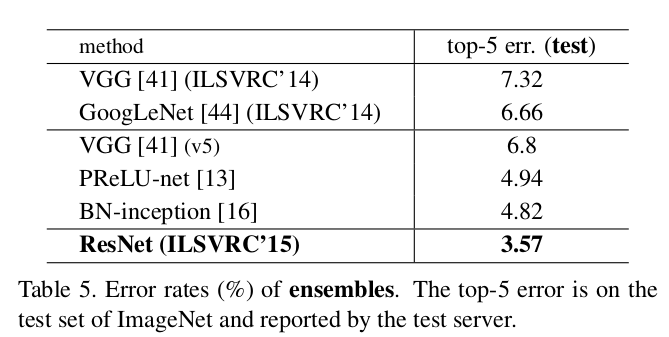 method top-5 err. (test)
VGG [41] (ILSVRC’14) 7.32
GoogLeNet [44] (ILSVRC’14) 6.66
VGG [41] (v5) 6.8
PReLU-net [13] 4.94
BN-inception [16] 4.82
ResNet (ILSVRC’15) 3.57
Table 5. Error rates (%) of ensembles. The top-5 error is on the
test set of ImageNet and reported by the test server.